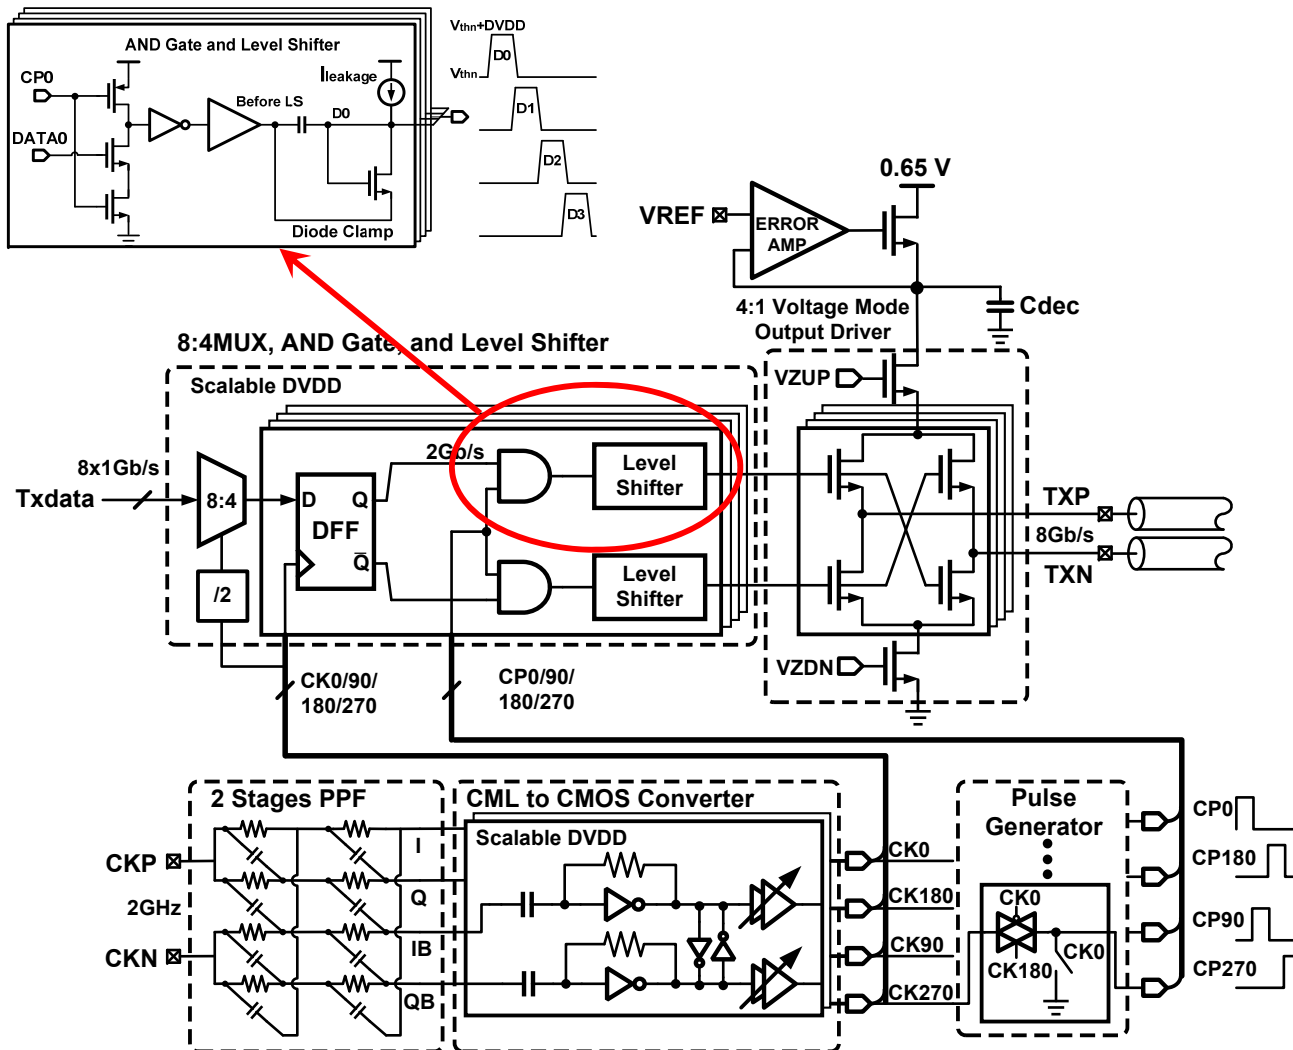 AND Gate and Level Shifter
CP0
DATA0
Before LS
Ileakage
D0
Diode Clamp
Vthn+DVDD
Vthn
D0
D1
D2
D3
0.65 V
VREF
ERROR
AMP
Cdec
4:1 Voltage Mode
Output Driver
8:4MUX, AND Gate, and Level Shifter
Scalable DVDD
VZUP
8x1Gb/s
Txdata
8:4
/2
D
Q
DFF
Q̅
2Gb/s
Level
Shifter
Level
Shifter
TXP
8Gb/s
TXN
VZDN
CK0/90/
180/270
CP0/90/
180/270
2 Stages PPF
CKP
2GHz
CKN
I
Q
IB
QB
CML to CMOS Converter
Scalable DVDD
CK0
CK180
CK90
CK270
Pulse
Generator
CK0
CK180
CK0
CP0
CP180
CP90
CP270